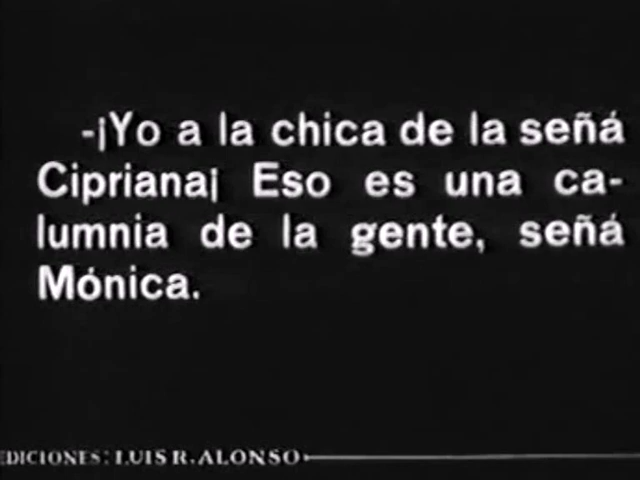 -¡Yo a la chica de la señá
Cipriana¡ Eso es una ca-
lumnia de la gente, señá
Mónica.
EDICIONES: LUIS R. ALONSO